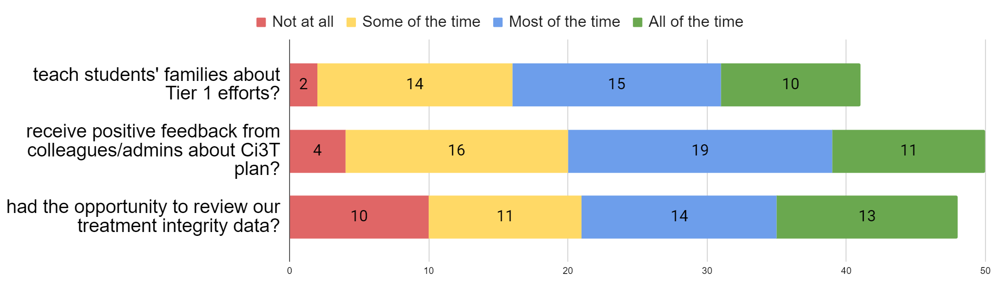 Not at all Some of the time Most of the time All of the time
teach students' families about
Tier 1 efforts?
2 14 15 10
receive positive feedback from
colleagues/admins about Ci3T
plan?
4 16 19 11
had the opportunity to review our
treatment integrity data?
10 11 14 13
0 10 20 30 40 50